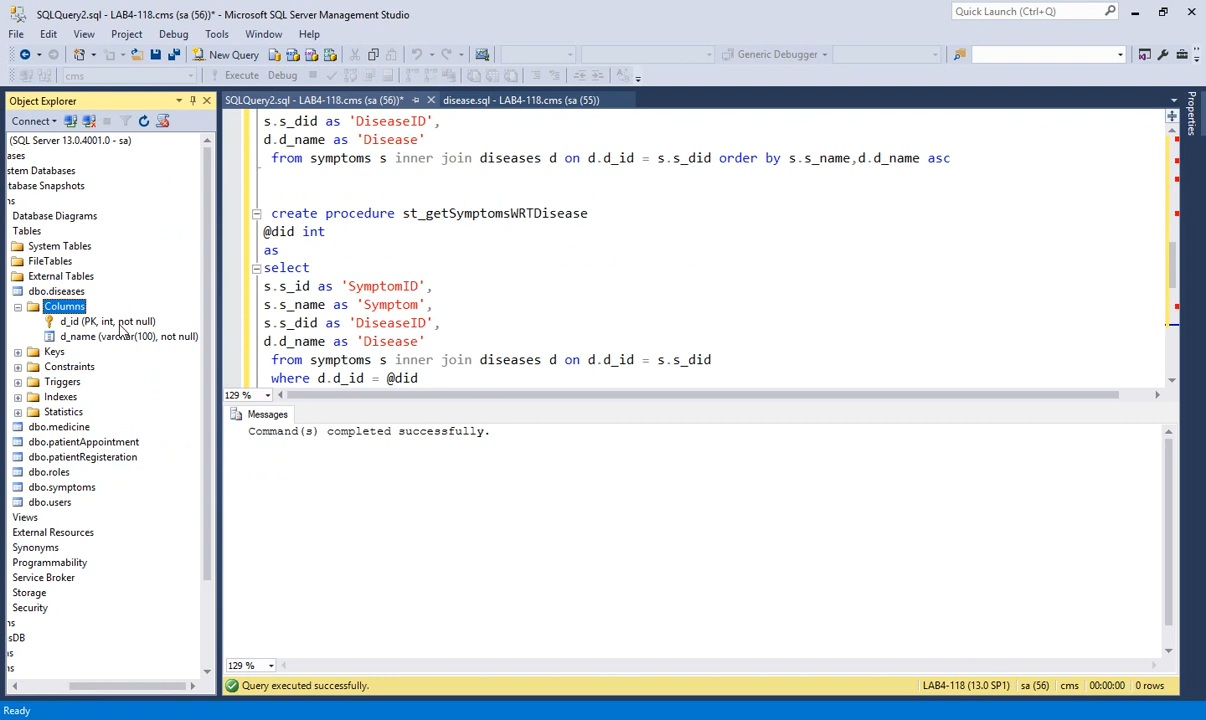 SQLQuery2.sql - LAB4-118.cms (sa (56))* - Microsoft SQL Server Management Studio
Quick Launch (Ctrl+Q)
File Edit View Project Debug Tools Window Help
New Query
Generic Debugger
cms
Execute Debug
Object Explorer
SQLQuery2.sql - LAB4-118.cms (sa (56))*
disease.sql - LAB4-118.cms (sa (55))
Properties
Connect
(SQL Server 13.0.4001.0 - sa)
ases
stem Databases
tabase Snapshots
ns
Database Diagrams
Tables
System Tables
FileTables
External Tables
dbo.diseases
Columns
d_id (PK, int, not null)
d_name (varchar(100), not null)
Keys
Constraints
Triggers
Indexes
Statistics
dbo.medicine
dbo.patientAppointment
dbo.patientRegisteration
dbo.roles
dbo.symptoms
dbo.users
Views
External Resources
Synonyms
Programmability
Service Broker
Storage
Security
ns
sDB
s
ns
s.s_did as 'DiseaseID',
d.d_name as 'Disease'
from symptoms s inner join diseases d on d.d_id = s.s_did order by s.s_name,d.d_name asc
create procedure st_getSymptomsWRTDisease
@did int
as
select
s.s_id as 'SymptomID',
s.s_name as 'Symptom',
s.s_did as 'DiseaseID',
d.d_name as 'Disease'
from symptoms s inner join diseases d on d.d_id = s.s_did
where d.d_id = @did
129 %
Messages
Command(s) completed successfully.
129 %
Query executed successfully.
LAB4-118 (13.0 SP1) sa (56) cms 00:00:00 0 rows
Ready